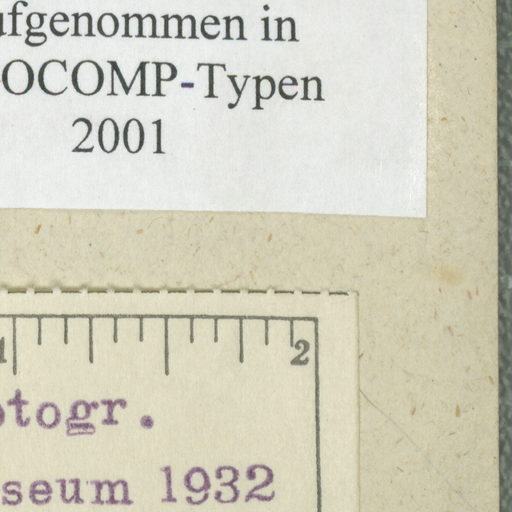 ufgenommen in
OCOMP-Typen
2001
1 2
otogr.
seum 1932